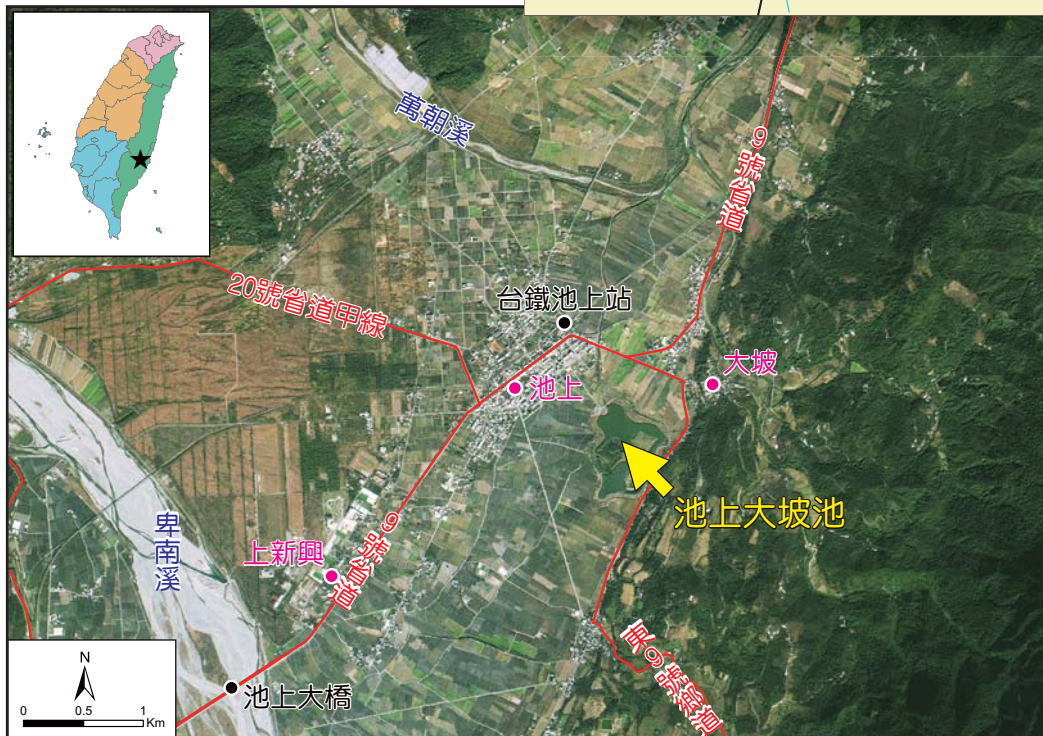 萬朝溪
9號省道
20號省道甲線
台鐵池上站
大坡
池上
池上大坡池
卑南溪
上新興
9號省道
東9號鄉道
池上大橋
N
0 0.5 1
Km